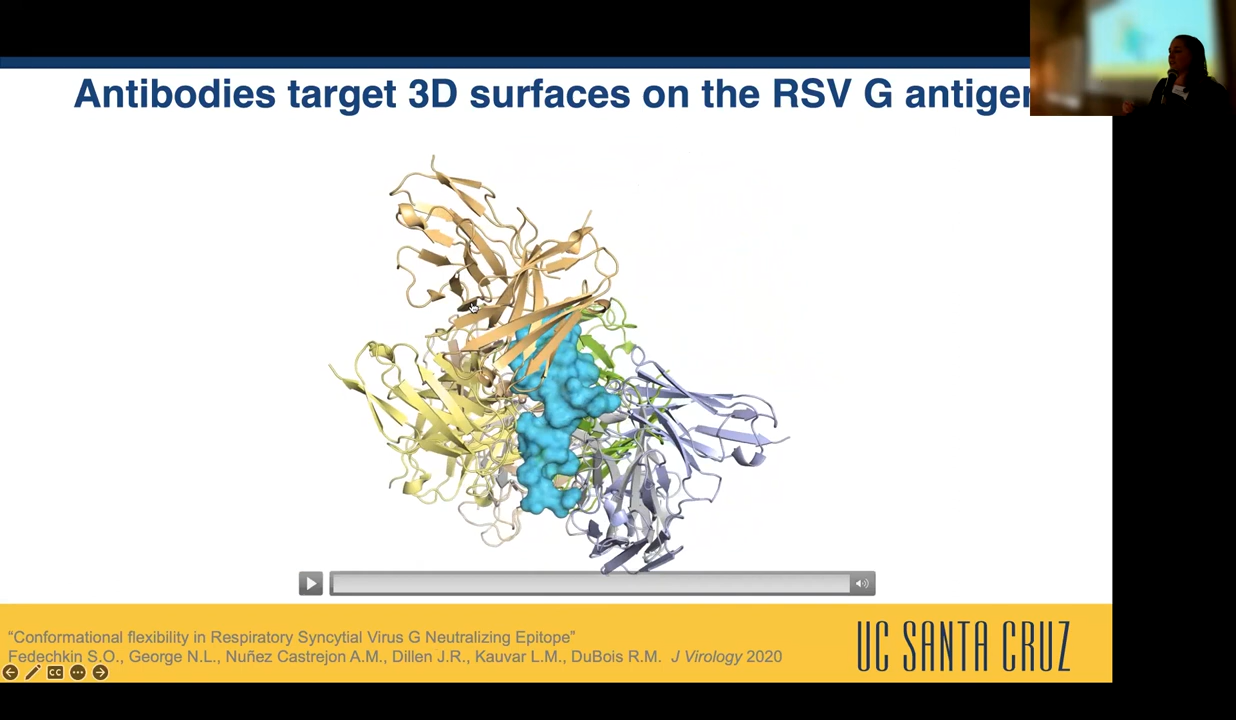 Antibodies target 3D surfaces on the RSV G antigen
“Conformational flexibility in Respiratory Syncytial Virus G Neutralizing Epitope”
Fedechkin S.O., George N.L., Nuñez Castrejon A.M., Dillen J.R., Kauvar L.M., DuBois R.M. J Virology 2020
UC SANTA CRUZ
CC